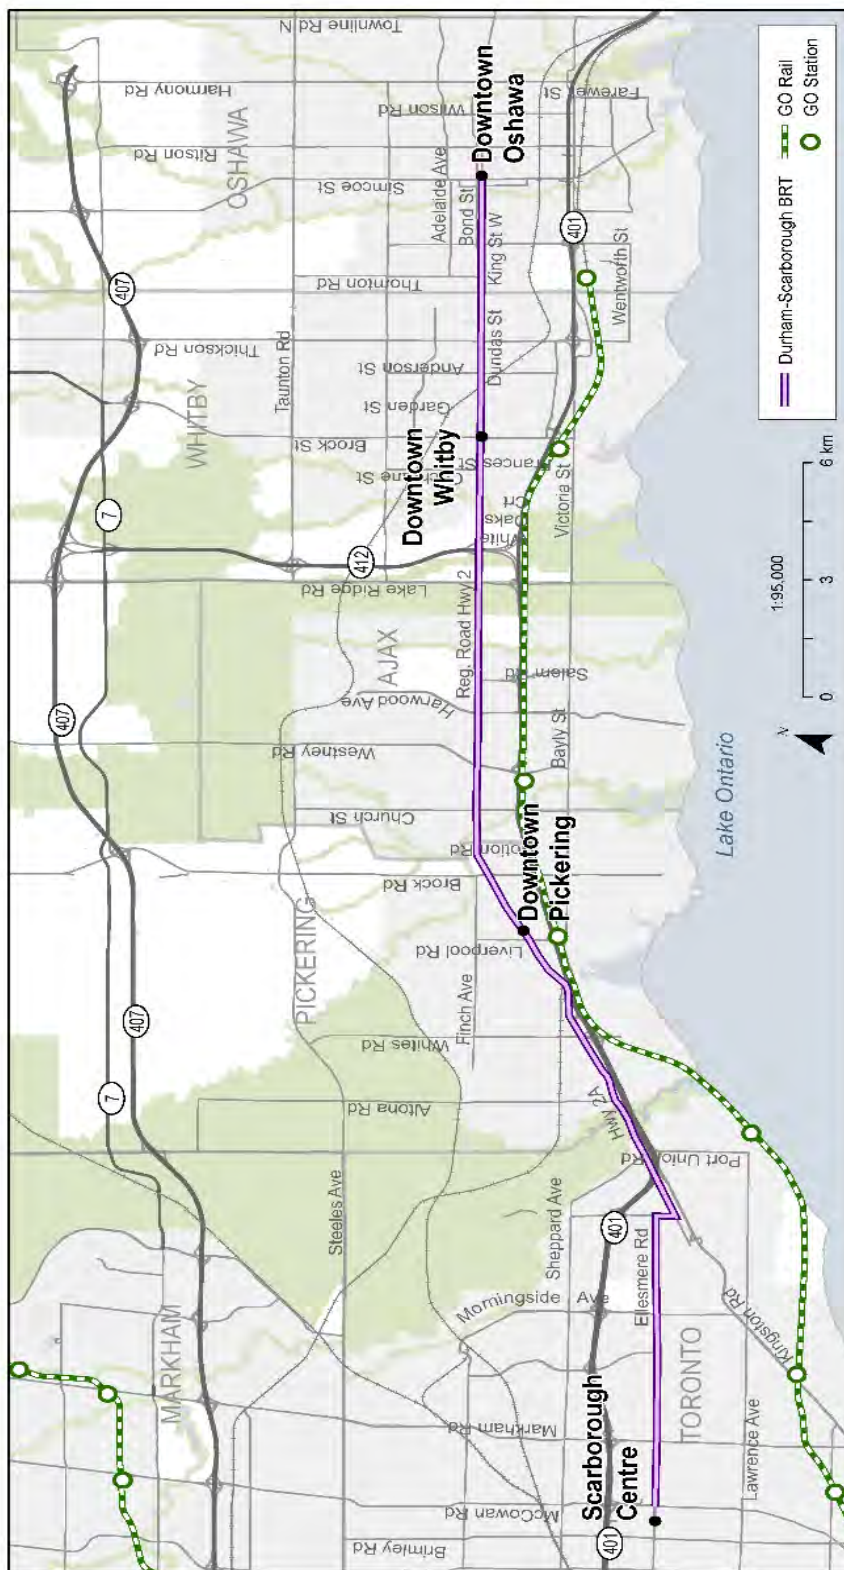 Townline Rd N
Harmony Rd
Farewell St
Wilson Rd
Ritson Rd
OSHAWA
Simcoe St
Adelaide Ave
Bond St
Downtown
Oshawa
King St W
401
Wentworth St
Thornton Rd
407
Thickson Rd
Taunton Rd
Dundas St
Anderson St
Garden St
WHITBY
Brock St
Downtown
Whitby
Frances St
Victoria St
7
White
Oaks
Crt
412
Lake Ridge Rd
AJAX
Reg. Road Hwy 2
Salem Rd
Harwood Ave
407
Westney Rd
Bayly St
Church St
Brock Rd
Downtown
Pickering
PICKERING
Liverpool Rd
Finch Ave
Whites Rd
407
7
Altona Rd
Hwy 2A
Port Union Rd
Steeles Ave
Sheppard Ave
401
Ellesmere Rd
Morningside Ave
Kingston Rd
MARKHAM
Markham Rd
TORONTO
Lawrence Ave
Scarborough
Centre
McCowan Rd
401
Brimley Rd
Lake Ontario
N
1:95,000
0
3
6 km
Durham-Scarborough BRT
GO Rail
GO Station